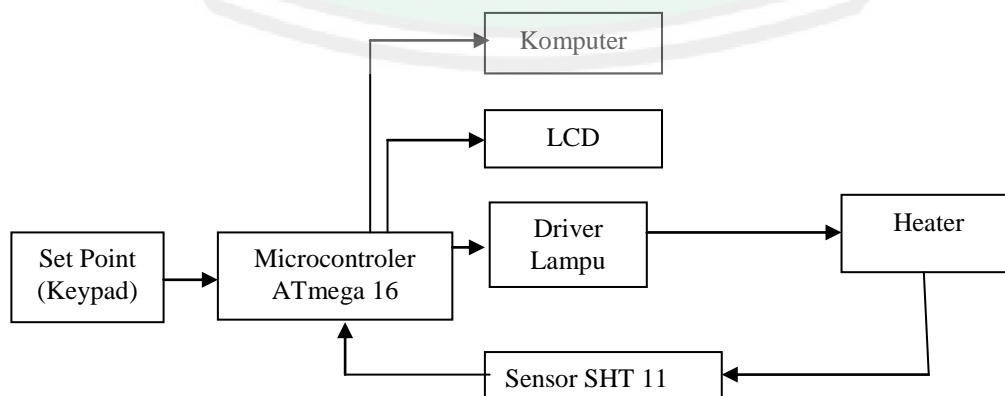 Komputer
LCD
Driver
Lampu
Heater
Set Point
(Keypad)
Microcontroler
ATmega 16
Sensor SHT 11